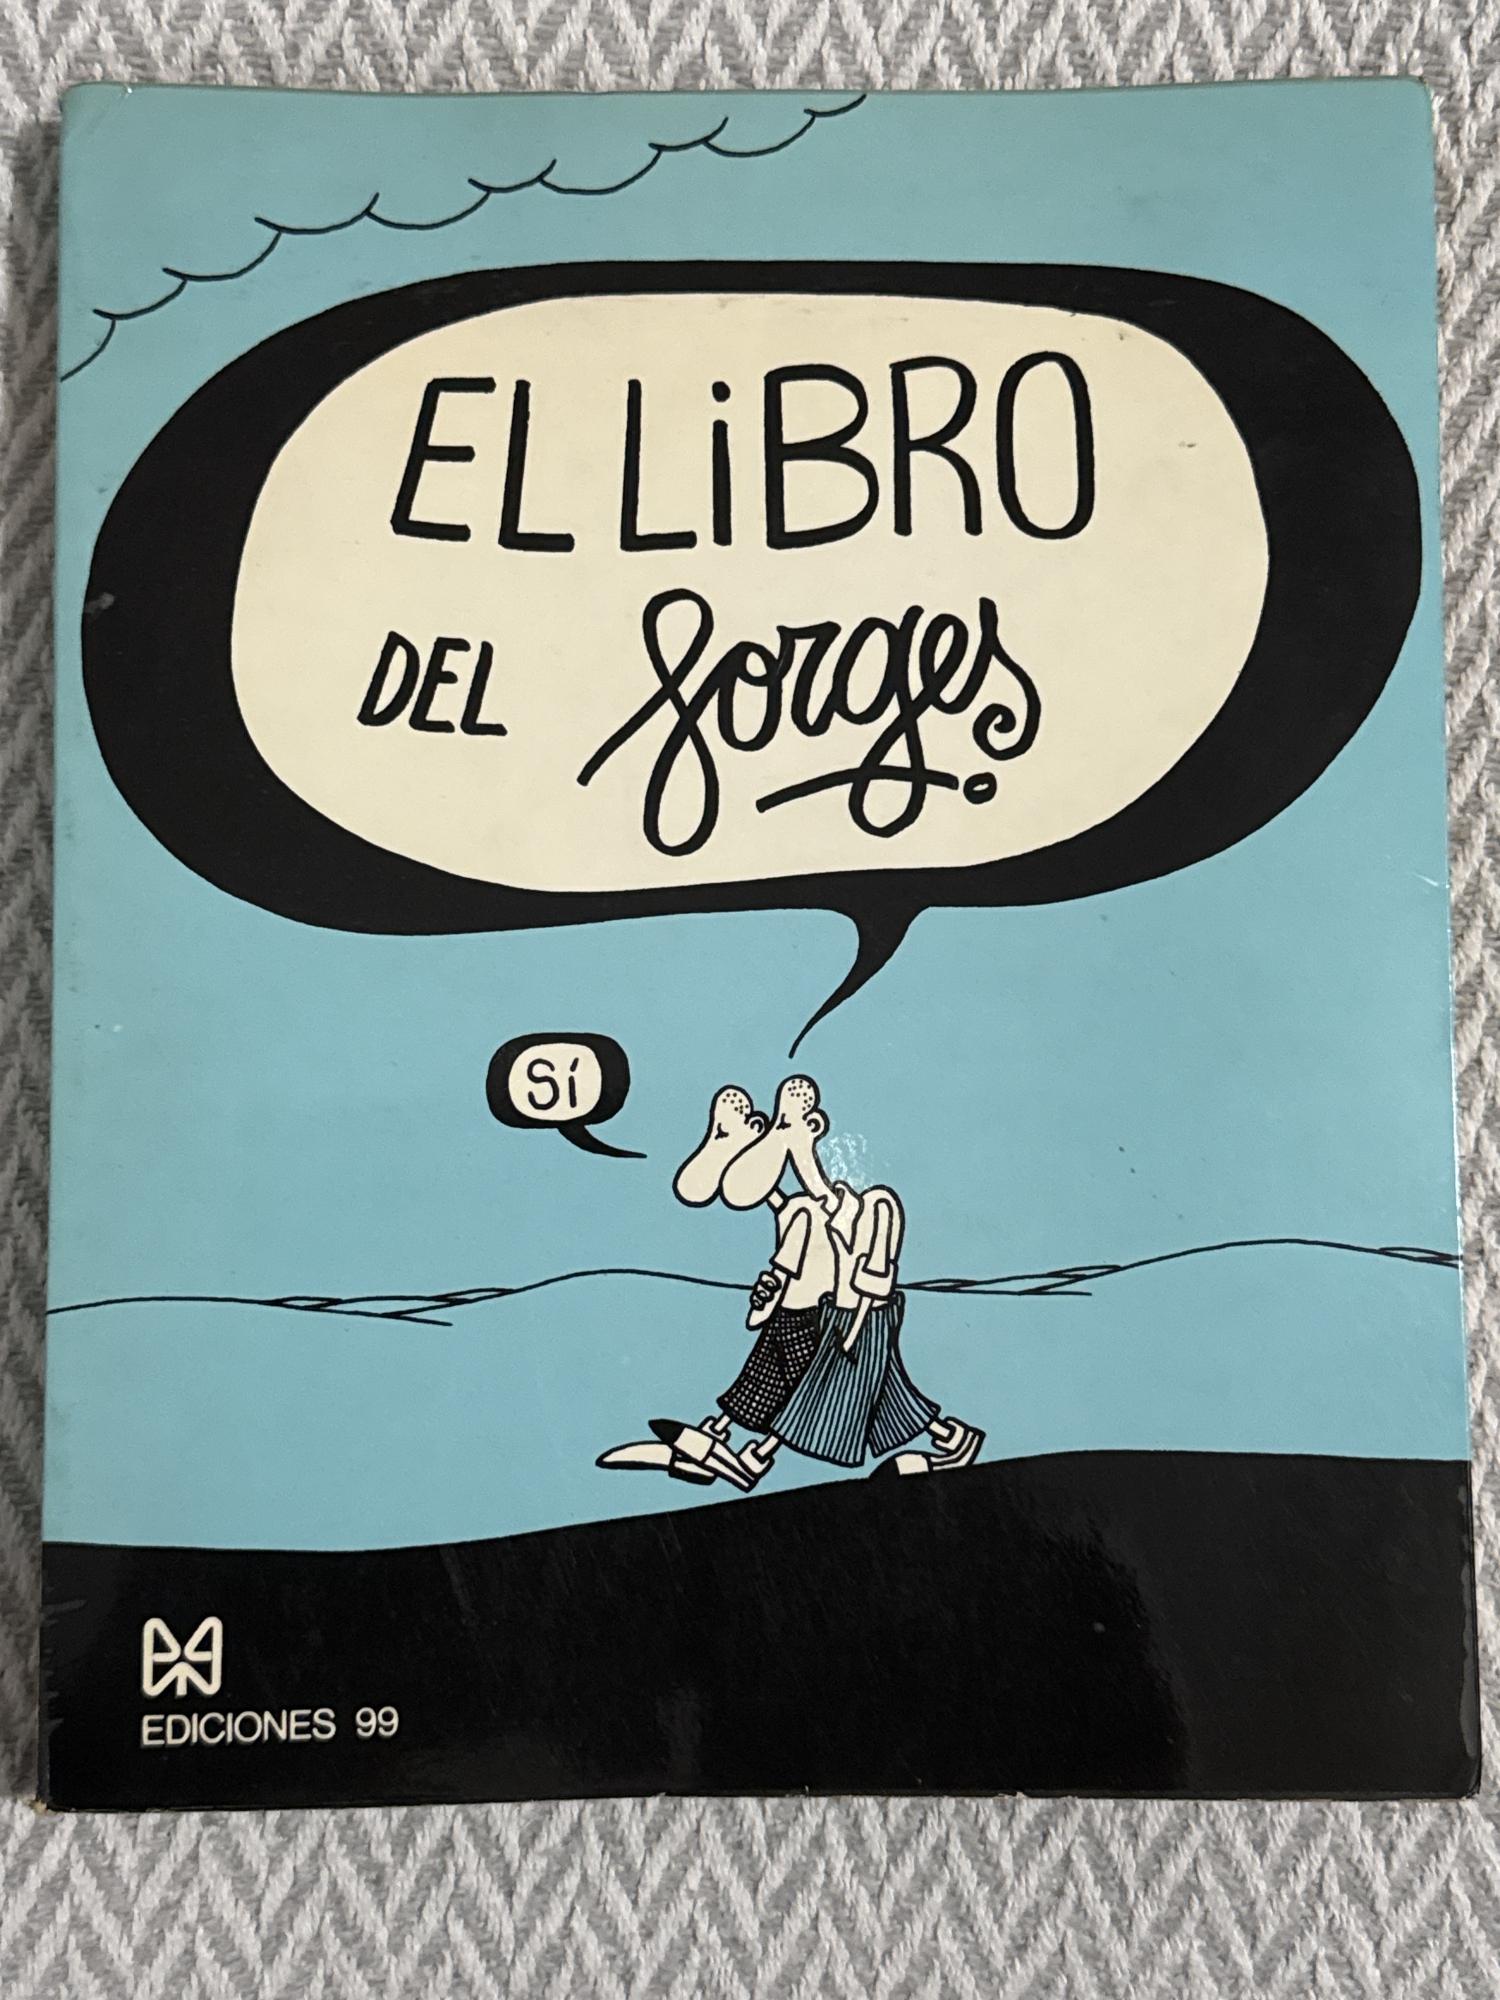 EL LiBRO
DEL forges
Sí
EDICIONES 99